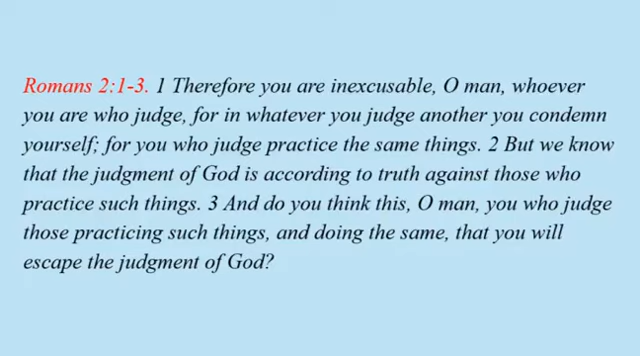 Romans 2:1-3. 1 Therefore you are inexcusable, O man, whoever
you are who judge, for in whatever you judge another you condemn
yourself; for you who judge practice the same things. 2 But we know
that the judgment of God is according to truth against those who
practice such things. 3 And do you think this, O man, you who judge
those practicing such things, and doing the same, that you will
escape the judgment of God?